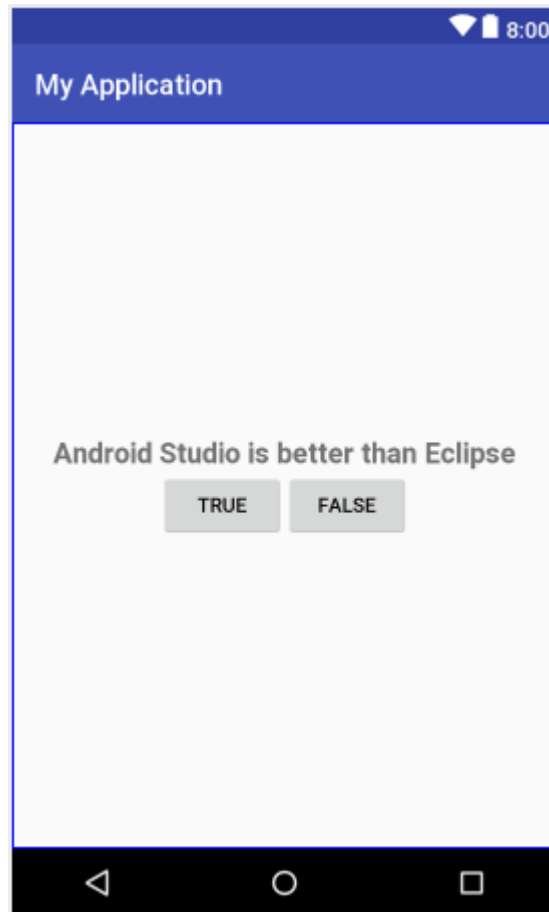 8:00
My Application
Android Studio is better than Eclipse
TRUE FALSE